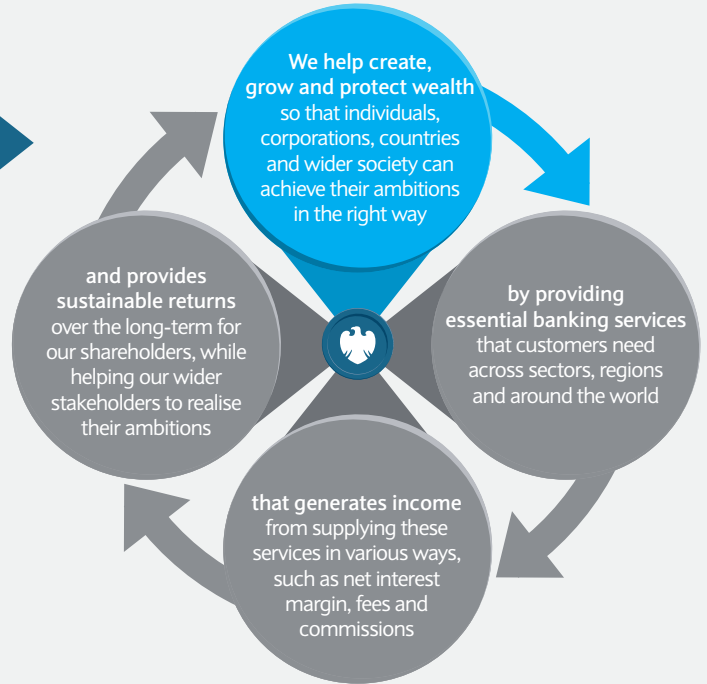 We help create,
grow and protect wealth
so that individuals,
corporations, countries
and wider society can
achieve their ambitions
in the right way
by providing
essential banking services
that customers need
across sectors, regions
and around the world
that generates income
from supplying these
services in various ways,
such as net interest
margin, fees and
commissions
and provides
sustainable returns
over the long-term for
our shareholders, while
helping our wider
stakeholders to realise
their ambitions